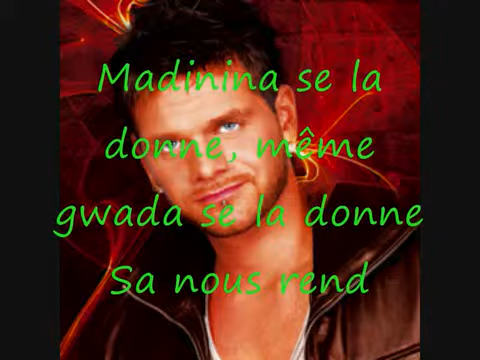 Madinina se la
donne, même
gwada se la donne
Sa nous rend